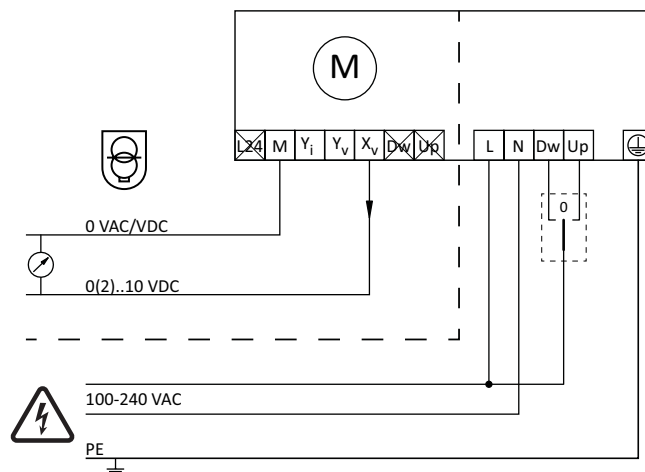 M
L24 M Yi Yv Xv Dw Up L N Dw Up
0
0 VAC/VDC
0(2)..10 VDC
100-240 VAC
PE